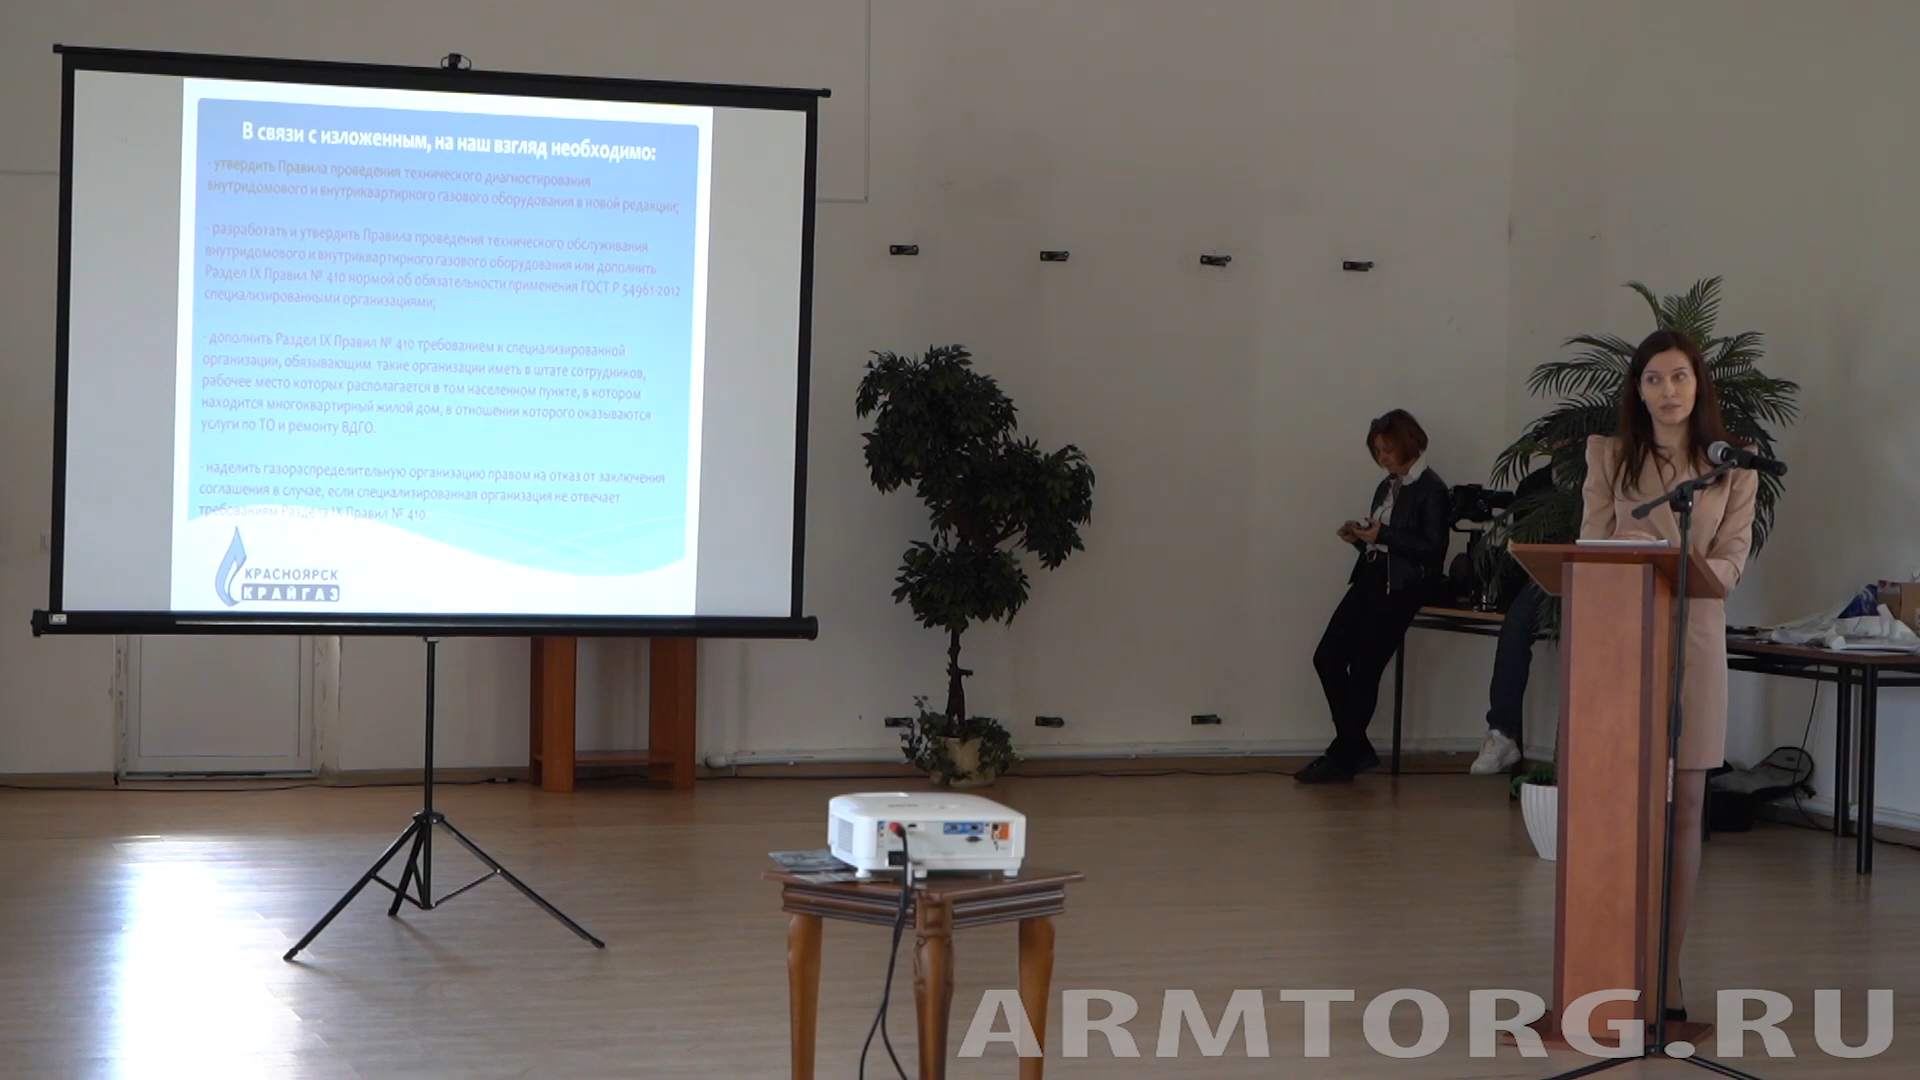 В связи с изложенным, на наш взгляд необходимо:
- утвердить Правила проведения технического диагностирования
внутридомового и внутриквартирного газового оборудования в новой редакции;
- разработать и утвердить Правила проведения технического обслуживания
внутридомового и внутриквартирного газового оборудования или дополнить
Раздел IX Правил № 410 нормой об обязательности применения ГОСТ Р 54961-2012
специализированными организациями;
- дополнить Раздел IX Правил № 410 требованием к специализированной
организации, обязывающим такие организации иметь в штате сотрудников,
рабочее место которых располагается в том населенном пункте, в котором
находится многоквартирный жилой дом, в отношении которого оказываются
услуги по ТО и ремонту ВДГО.
- наделить газораспределительную организацию правом на отказ от заключения
соглашения в случае, если специализированная организация не отвечает
требованиям Раздела IX Правил № 410.
КРАСНОЯРСК
КРАЙГАЗ
ARMTORG.RU